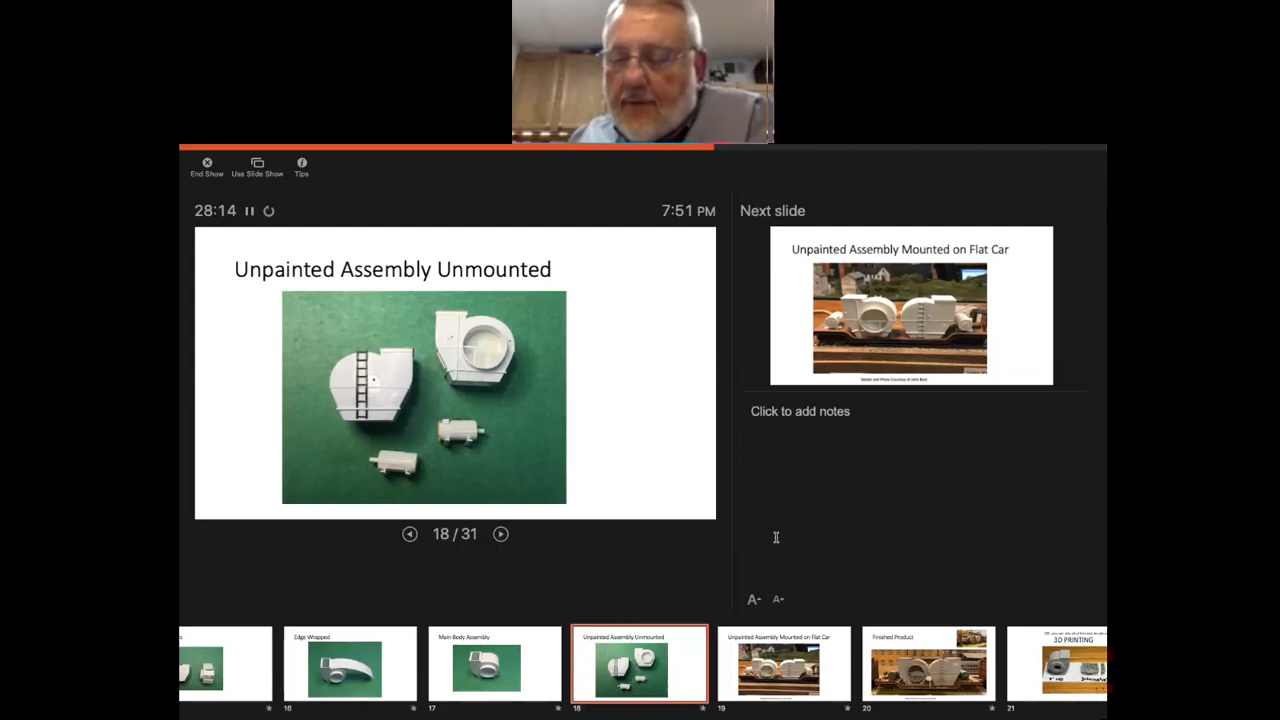 End Show
Use Slide Show
Tips
28:14
7:51 PM
Next slide
Unpainted Assembly Unmounted
Unpainted Assembly Mounted on Flat Car
Click to add notes
18 / 31
Edge Wrapped
Main Body Assembly
Unpainted Assembly Unmounted
Unpainted Assembly Mounted on Flat Car
Finished Product
3D PRINTING
16
17
18
19
20
21